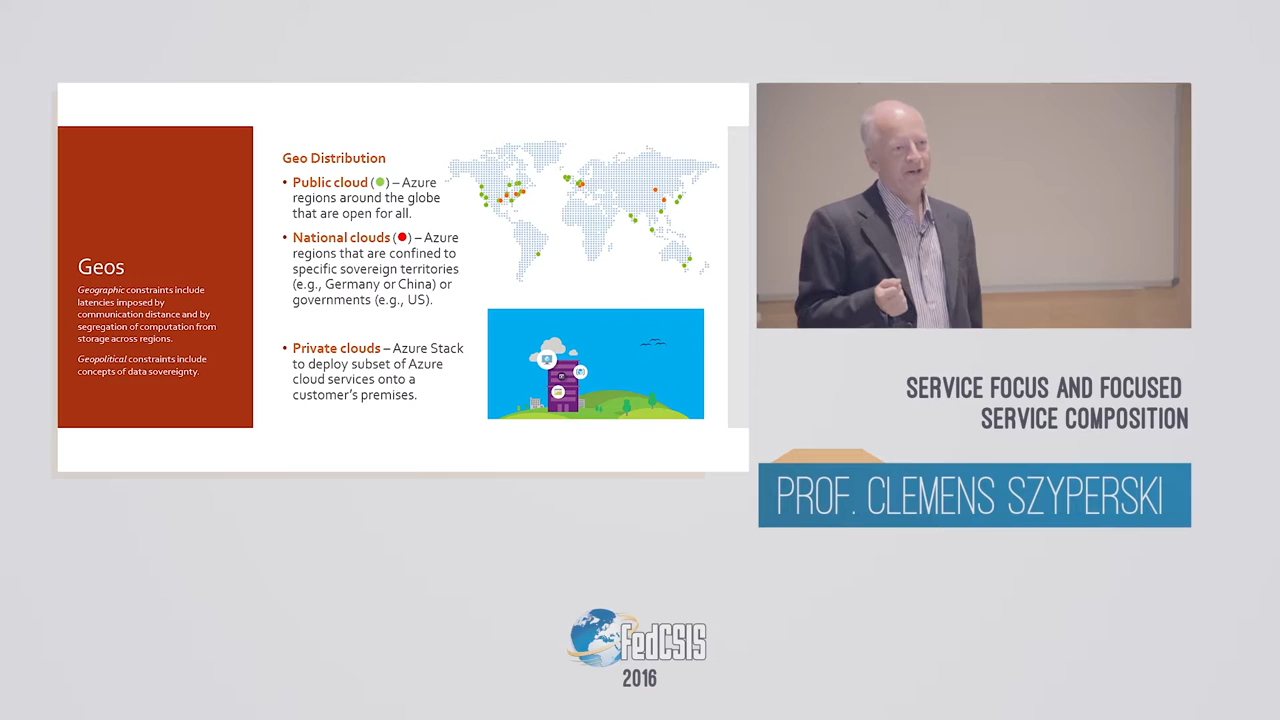 Geos
Geographic constraints include
latencies imposed by
communication distance and by
segregation of computation from
storage across regions.
Geopolitical constraints include
concepts of data sovereignty.
Geo Distribution
• Public cloud (●) – Azure
regions around the globe
that are open for all.
• National clouds (●) – Azure
regions that are confined to
specific sovereign territories
(e.g., Germany or China) or
governments (e.g., US).
• Private clouds – Azure Stack
to deploy subset of Azure
cloud services onto a
customer's premises.
SERVICE FOCUS AND FOCUSED
SERVICE COMPOSITION
PROF. CLEMENS SZYPERSKI
FedCSIS
2016